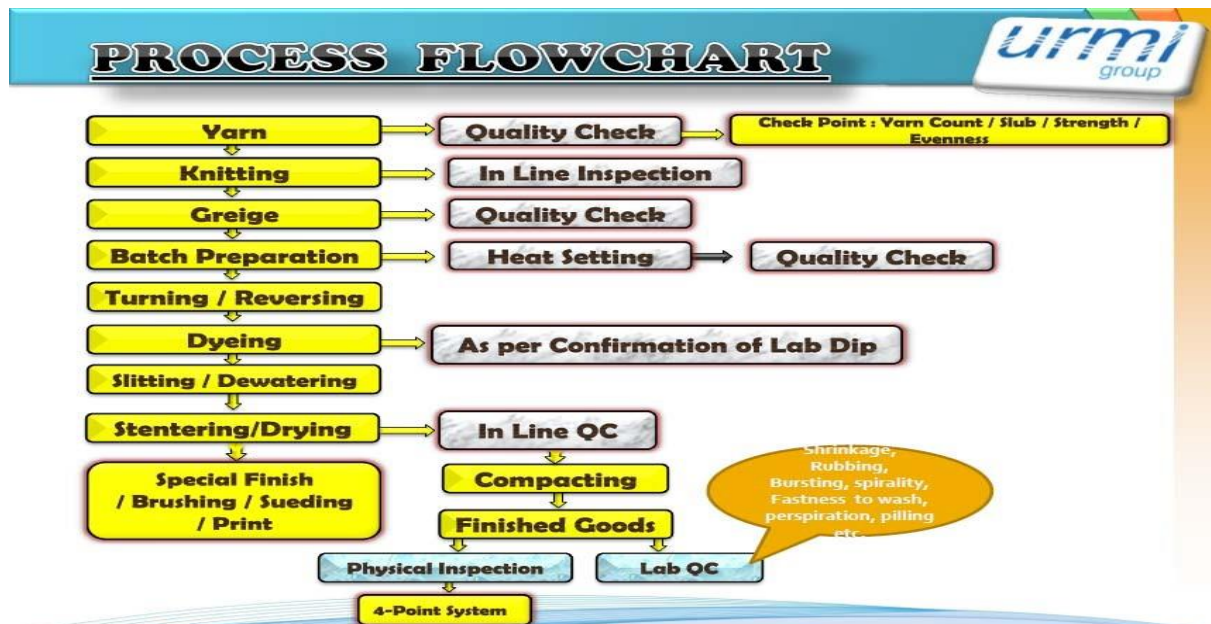 PROCESS FLOWCHART
urmi
group
Yarn
Quality Check
Check Point : Yarn Count / Slub / Strength /
Evenness
Knitting
In Line Inspection
Greige
Quality Check
Batch Preparation
Heat Setting
Quality Check
Turning / Reversing
Dyeing
As per Confirmation of Lab Dip
Slitting / Dewatering
Stentering/Drying
In Line QC
Special Finish
/ Brushing / Sueding
/ Print
Compacting
Finished Goods
Shrinkage,
Rubbing,
Bursting, spirality,
Fastness to wash,
perspiration, pilling
etc.
Physical Inspection
Lab QC
4-Point System